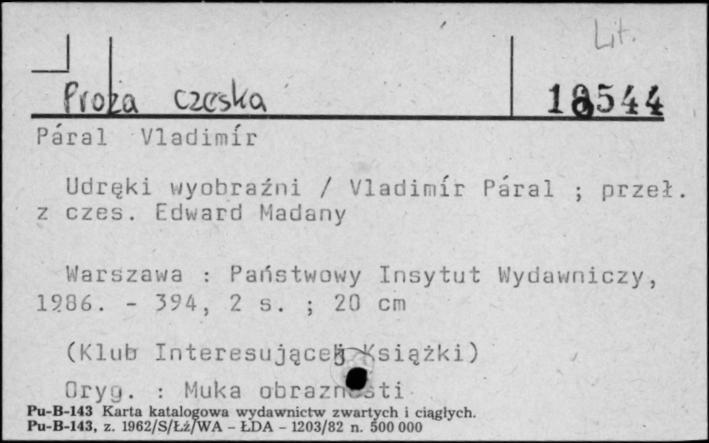 Lit.
Proza czeska 18544
Páral Vladimír
Udręki wyobraźni / Vladimír Páral ; przeł.
z czes. Edward Madany
Warszawa : Państwowy Insytut Wydawniczy,
1986. - 394, 2 s. ; 20 cm
(Klub Interesującej Książki)
Oryg. : Muka obraznosti
Pu-B-143 Karta katalogowa wydawnictw zwartych i ciągłych.
Pu-B-143, z. 1962/S/Łż/WA - ŁDA - 1203/82 n. 500 000